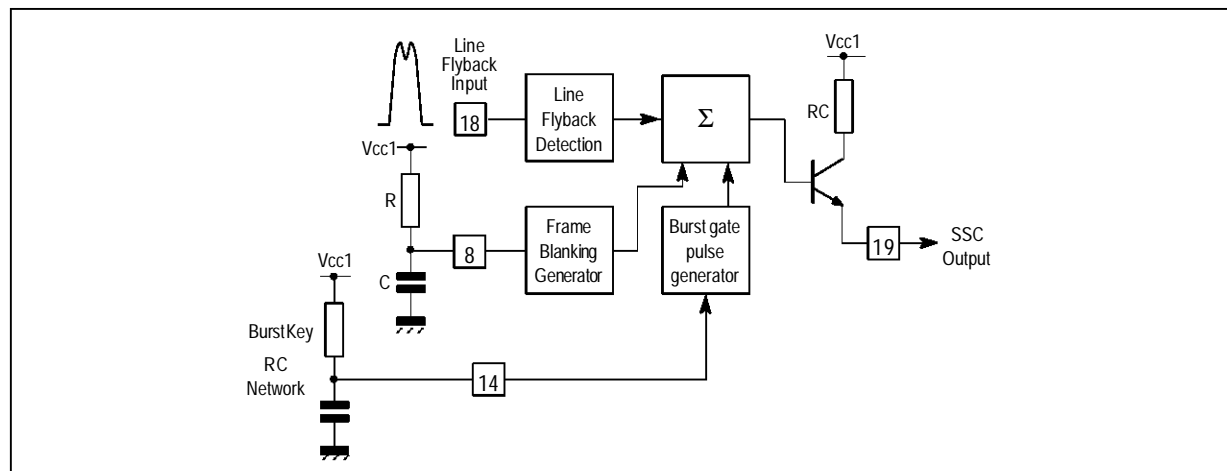 Line
Flyback
Input
18
Line
Flyback
Detection
Σ
Vcc1
RC
Vcc1
R
C
8
Frame
Blanking
Generator
Burst gate
pulse
generator
19
SSC
Output
Vcc1
BurstKey
RC
Network
14